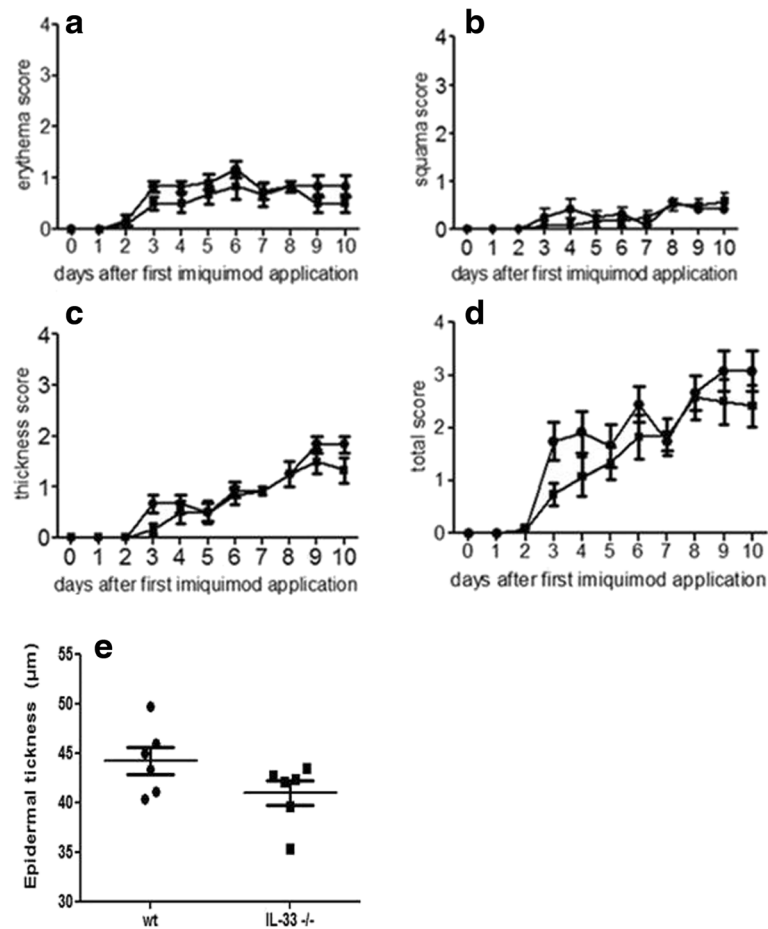 a
4
3
2
1
0
erythema score
0 1 2 3 4 5 6 7 8 9 10
days after first imiquimod application
b
4
3
2
1
0
squama score
0 1 2 3 4 5 6 7 8 9 10
days after first imiquimod application
c
4
3
2
1
0
thickness score
0 1 2 3 4 5 6 7 8 9 10
days after first imiquimod application
d
4
3
2
1
0
total score
0 1 2 3 4 5 6 7 8 9 10
days after first imiquimod application
e
55
50
45
40
35
30
Epidermal tickness (µm)
wt IL-33 -/-